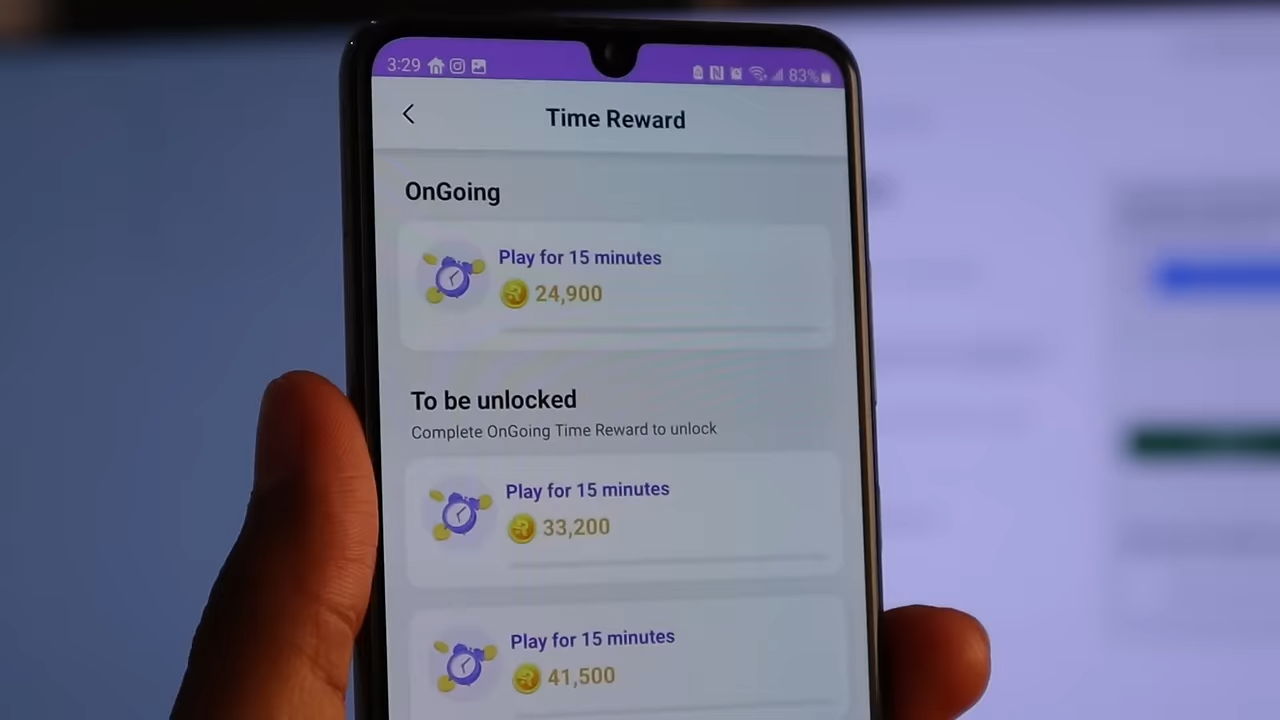 3:29
83%
Time Reward
OnGoing
Play for 15 minutes
24,900
To be unlocked
Complete OnGoing Time Reward to unlock
Play for 15 minutes
33,200
Play for 15 minutes
41,500